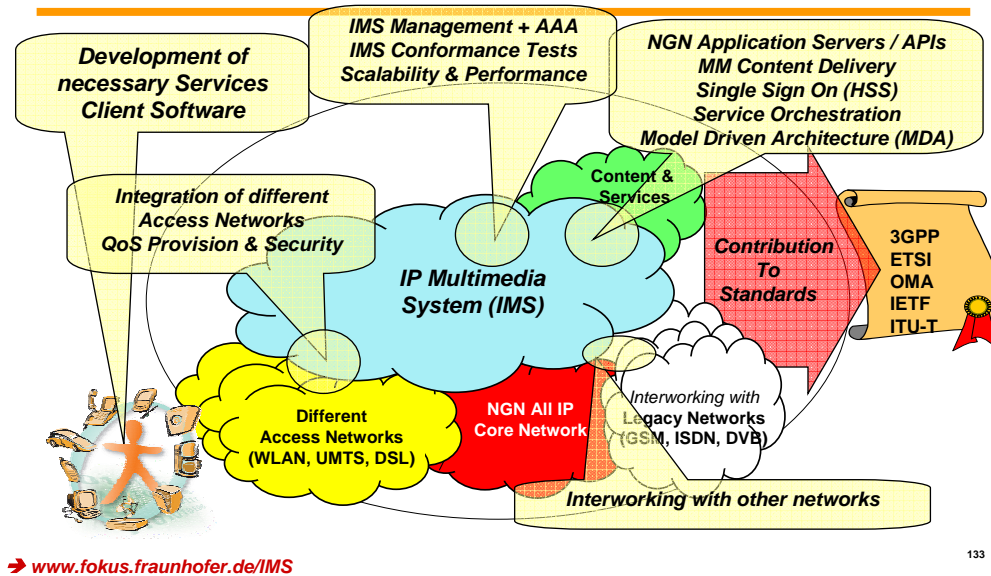 Development of
necessary Services
Client Software
IMS Management + AAA
IMS Conformance Tests
Scalability & Performance
NGN Application Servers / APIs
MM Content Delivery
Single Sign On (HSS)
Service Orchestration
Model Driven Architecture (MDA)
Integration of different
Access Networks
QoS Provision & Security
Content &
Services
IP Multimedia
System (IMS)
Contribution
To
Standards
3GPP
ETSI
OMA
IETF
ITU-T
Different
Access Networks
(WLAN, UMTS, DSL)
NGN All IP
Core Network
Interworking with
Legacy Networks
(GSM, ISDN, DVB)
Interworking with other networks
133
www.fokus.fraunhofer.de/IMS